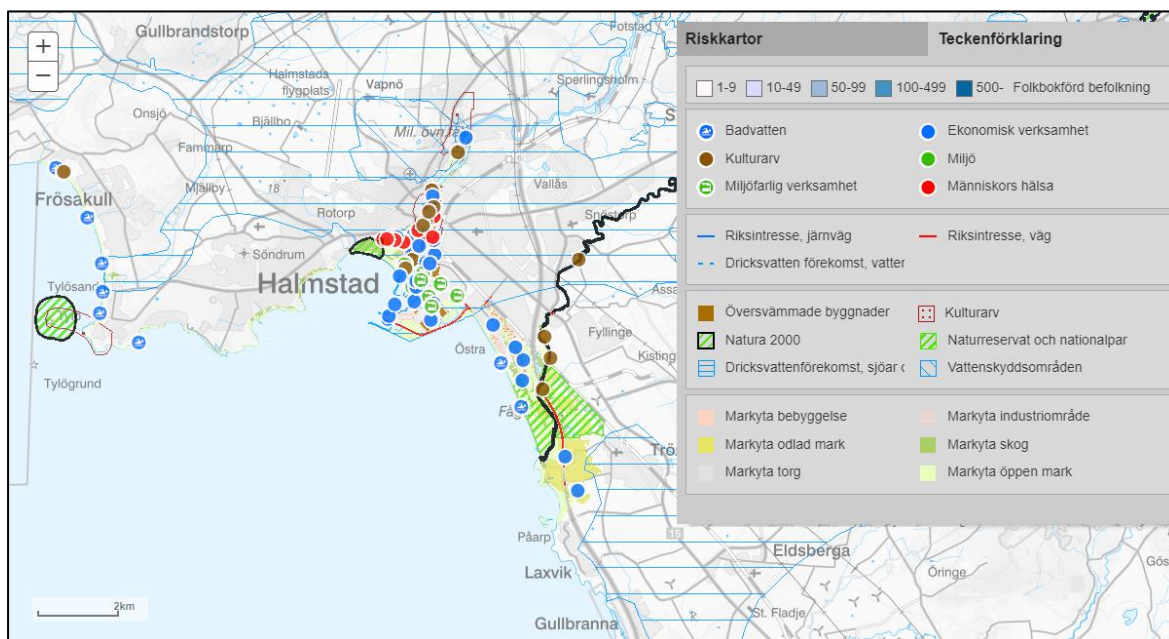 Gullbrandstorp
Fotstad
Riskkartor
Teckenförklaring
+
−
Halmstads
flygplats
Vapnö
Sperlingsholm
1-9
10-49
50-99
100-499
500-
Folkbokförd befolkning
Onsjö
Bjällbo
Mil. övn.fä
Badvatten
Ekonomisk verksamhet
Fammarp
Kulturarv
Miljö
Frösakull
Mjällby
18
Vallås
Miljöfarlig verksamhet
Människors hälsa
Rotorp
Snöstorp
Riksintresse, järnväg
Riksintresse, väg
Söndrum
Dricksvatten förekomst, vatter
Tylösand
Halmstad
Översvämmade byggnader
Kulturarv
Fyllinge
Natura 2000
Naturreservat och nationalpar
Östra
Kisting
Tylögrund
Dricksvattenförekomst, sjöar
Vattenskyddsområden
Markyta bebyggelse
Markyta industriområde
Markyta odlad mark
Markyta skog
Trö
Markyta torg
Markyta öppen mark
Påarp
15
Eldsberga
Laxvik
Öringe
Gös
2km
St. Fladje
Gullbranna